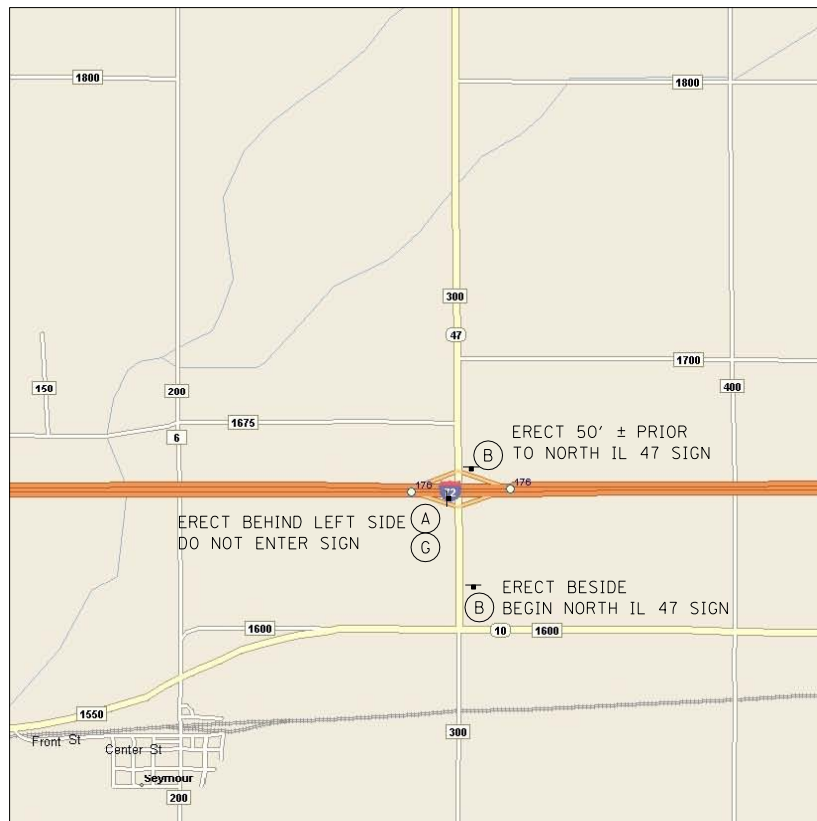 1800
1800
300
47
1700
150
200
400
1675
6
ERECT 50' ± PRIOR
TO NORTH IL 47 SIGN
B
176
72
176
ERECT BEHIND LEFT SIDE
DO NOT ENTER SIGN
A
G
ERECT BESIDE
BEGIN NORTH IL 47 SIGN
B
1600
10
1600
1550
Front St
Center St
300
Seymour
200